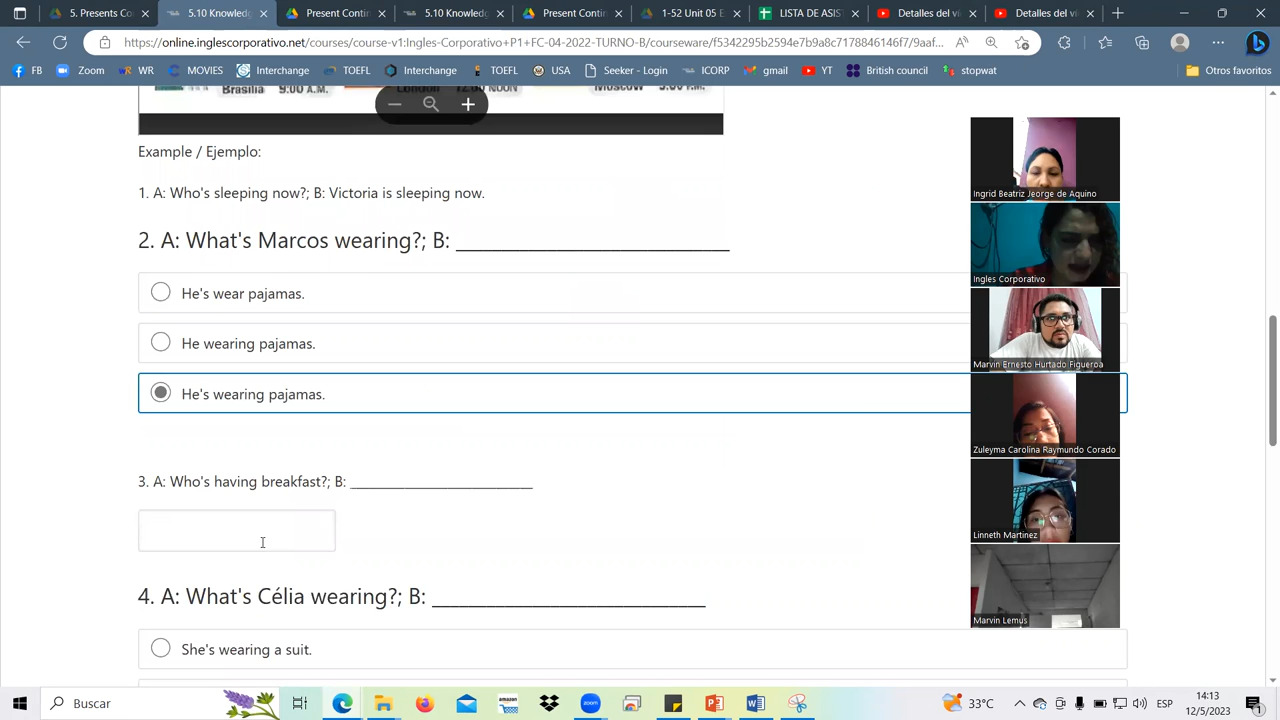 5. Presents Co
5.10 Knowledg
Present Contin
5.10 Knowledg
Present Contin
1-52 Unit 05 E
LISTA DE ASIS
Detalles del vi
Detalles del vi
https://online.inglescorporativo.net/courses/course-v1:Ingles-Corporativo+P1+FC-04-2022-TURNO-B/courseware/f5342295b2594e7b9a8c7178846146f7/9aaf...
FB
Zoom
WR
MOVIES
Interchange
TOEFL
Interchange
TOEFL
USA
Seeker - Login
ICORP
gmail
YT
British council
stopwat
Otros favoritos
Brasília 9:00 A.M. London 12:00 NOON Moscow 3:00 P.M.
Example / Ejemplo:
1. A: Who's sleeping now?: B: Victoria is sleeping now.
2. A: What's Marcos wearing?; B: ___________________________
He's wear pajamas.
He wearing pajamas.
He's wearing pajamas.
3. A: Who's having breakfast?; B: ___________________________
4. A: What's Célia wearing?; B: ___________________________
She's wearing a suit.
Ingrid Beatriz Jeorge de Aquino
Ingles Corporativo
Marvin Ernesto Hurtado Figueroa
Zuleyma Carolina Raymundo Corado
Linneth Martinez
Marvin Lemus
Buscar
33°C
ESP
14:13
12/5/2023